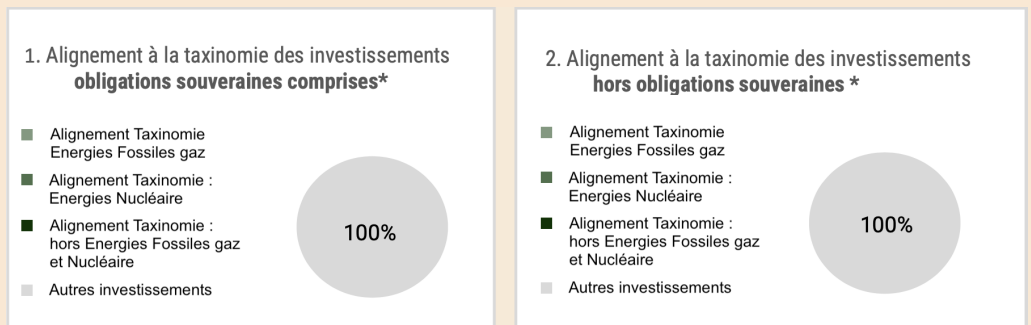 1. Alignement à la taxinomie des investissements
obligations souveraines comprises*
Alignement Taxinomie
Energies Fossiles gaz
Alignement Taxinomie :
Energies Nucléaire
Alignement Taxinomie :
hors Energies Fossiles gaz
et Nucléaire
Autres investissements
100%
2. Alignement à la taxinomie des investissements
hors obligations souveraines *
Alignement Taxinomie
Energies Fossiles gaz
Alignement Taxinomie :
Energies Nucléaire
Alignement Taxinomie :
hors Energies Fossiles gaz
et Nucléaire
Autres investissements
100%